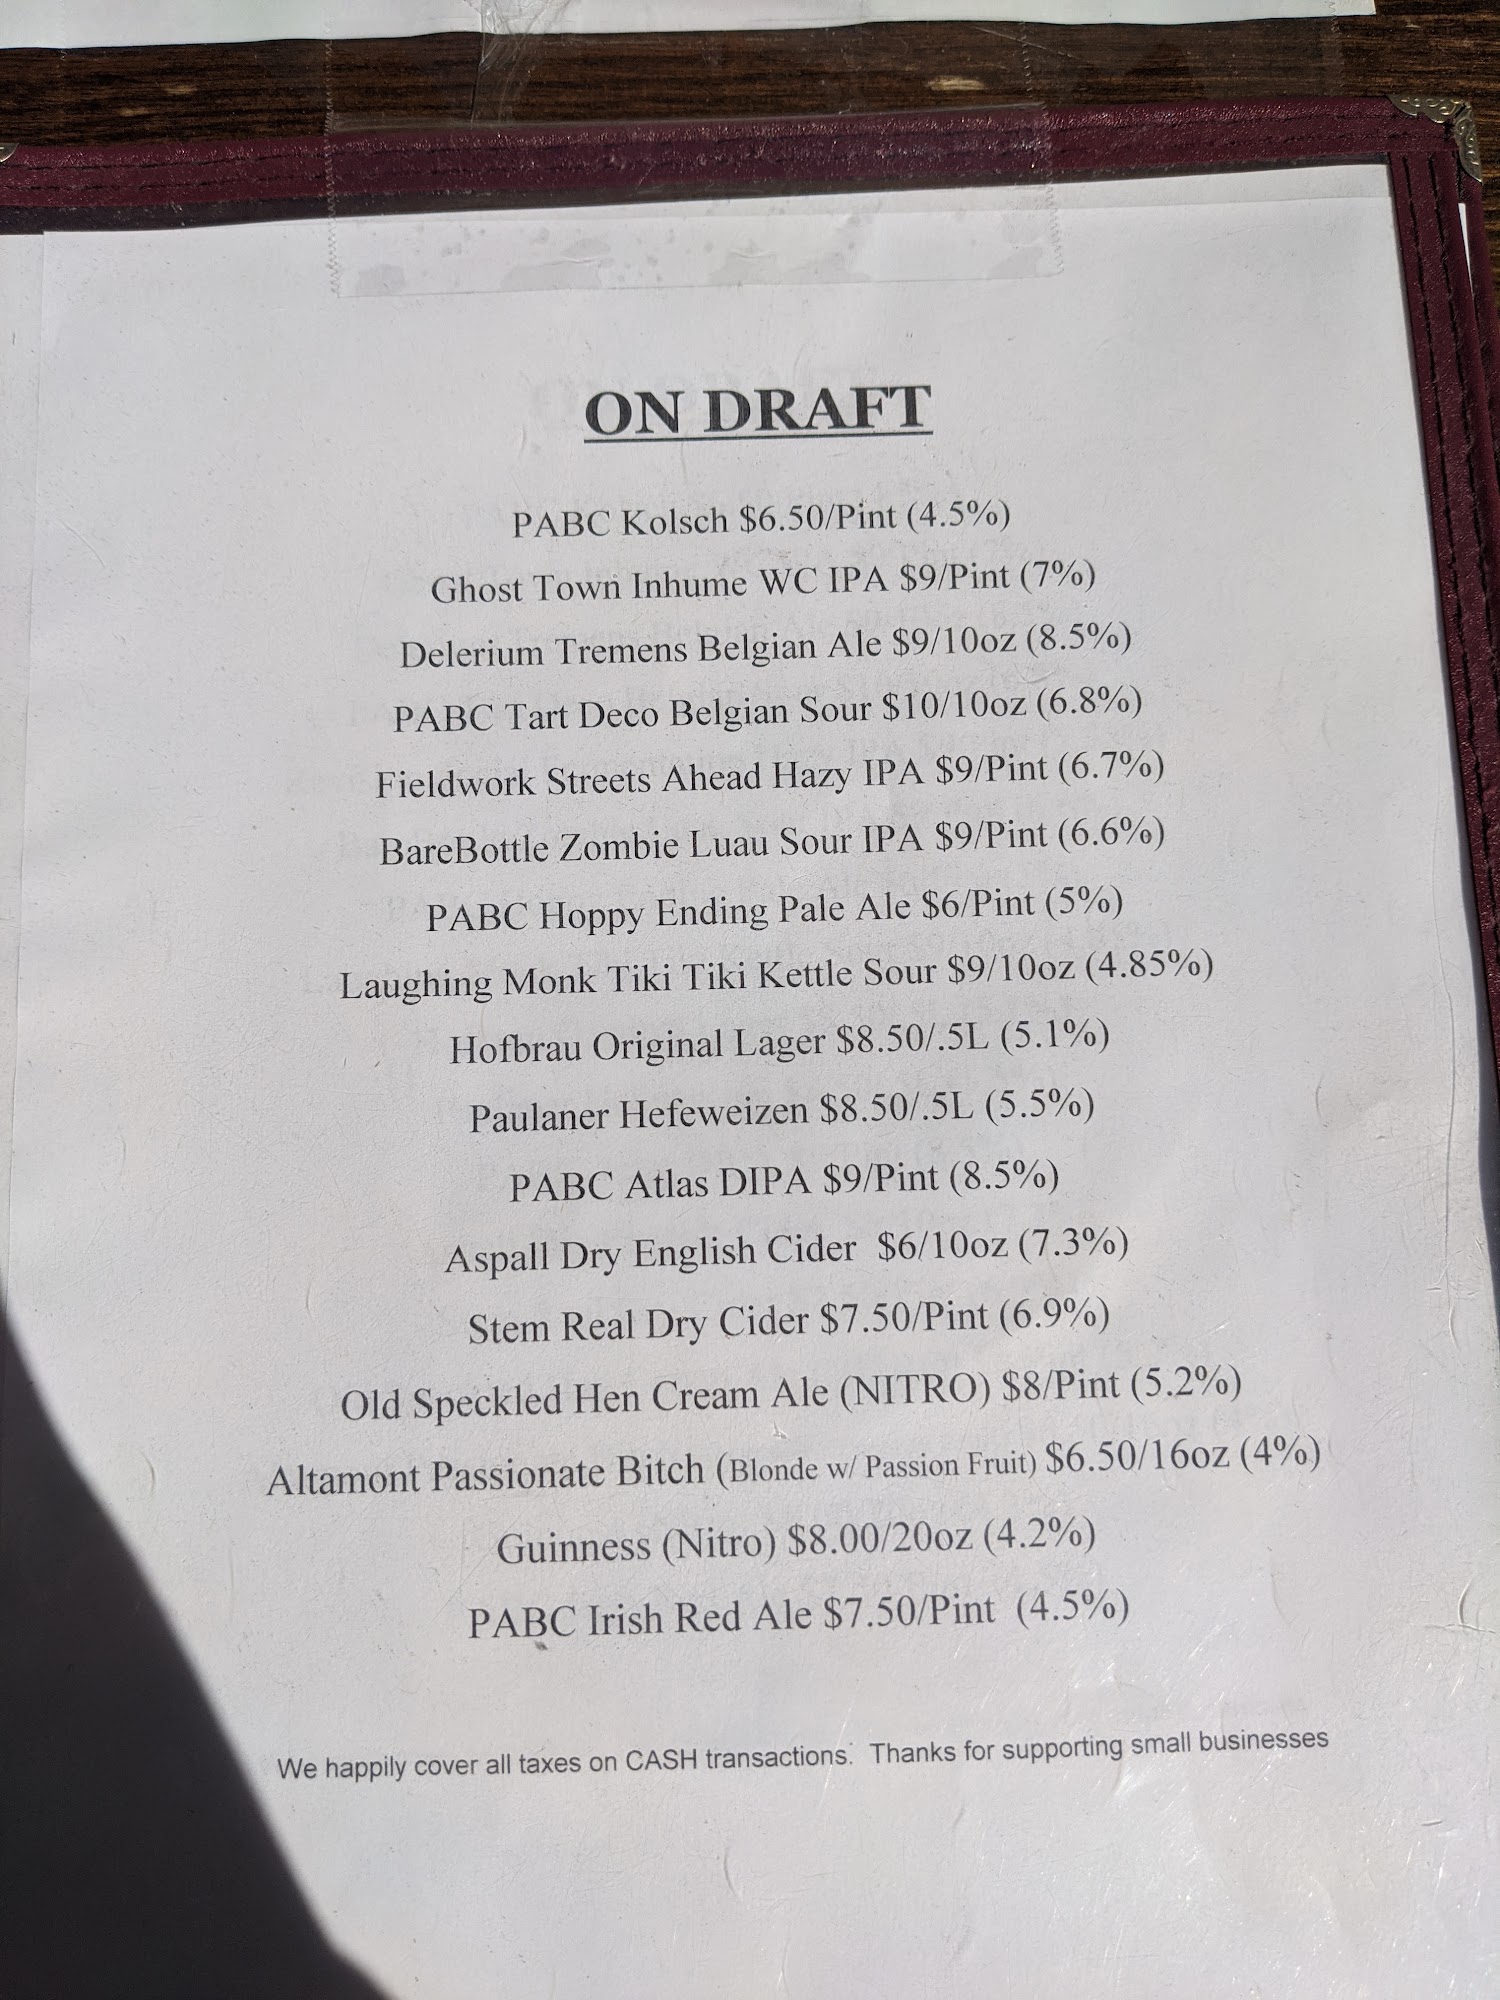 ON DRAFT
PABC Kolsch $6.50/Pint (4.5%)
Ghost Town Inhume WC IPA $9/Pint (7%)
Delerium Tremens Belgian Ale $9/10oz (8.5%)
PABC Tart Deco Belgian Sour $10/10oz (6.8%)
Fieldwork Streets Ahead Hazy IPA $9/Pint (6.7%)
BareBottle Zombie Luau Sour IPA $9/Pint (6.6%)
PABC Hoppy Ending Pale Ale $6/Pint (5%)
Laughing Monk Tiki Tiki Kettle Sour $9/10oz (4.85%)
Hofbrau Original Lager $8.50/.5L (5.1%)
Paulaner Hefeweizen $8.50/.5L (5.5%)
PABC Atlas DIPA $9/Pint (8.5%)
Aspall Dry English Cider  $6/10oz (7.3%)
Stem Real Dry Cider $7.50/Pint (6.9%)
Old Speckled Hen Cream Ale (NITRO) $8/Pint (5.2%)
Altamont Passionate Bitch (Blonde w/ Passion Fruit) $6.50/16oz (4%)
Guinness (Nitro) $8.00/20oz (4.2%)
PABC Irish Red Ale $7.50/Pint  (4.5%)
We happily cover all taxes on CASH transactions.  Thanks for supporting small businesses